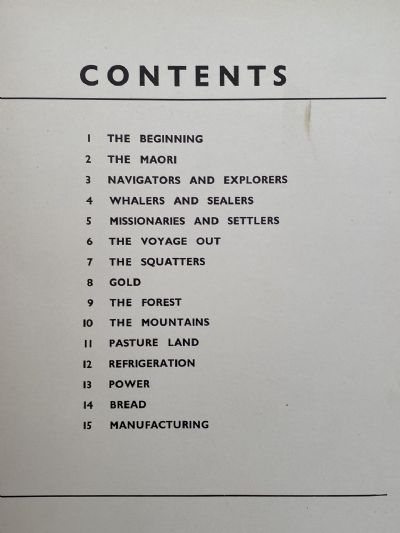 CONTENTS
1 THE BEGINNING
2 THE MAORI
3 NAVIGATORS AND EXPLORERS
4 WHALERS AND SEALERS
5 MISSIONARIES AND SETTLERS
6 THE VOYAGE OUT
7 THE SQUATTERS
8 GOLD
9 THE FOREST
10 THE MOUNTAINS
11 PASTURE LAND
12 REFRIGERATION
13 POWER
14 BREAD
15 MANUFACTURING